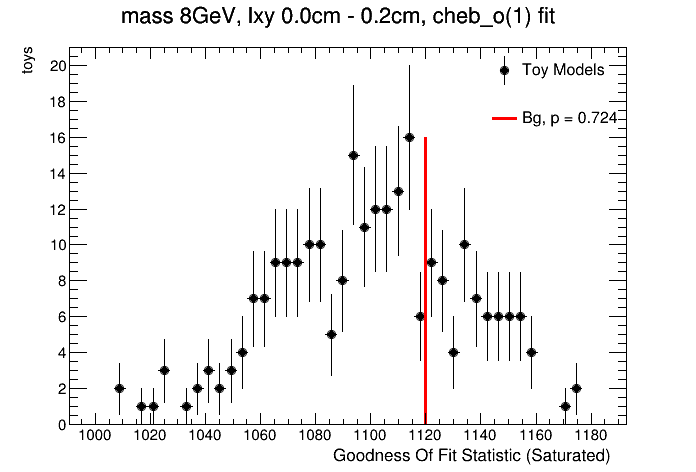 mass 8GeV, lxy 0.0cm - 0.2cm, cheb_o(1) fit
toys
20
18
16
14
12
10
8
6
4
2
0
Toy Models
Bg, p = 0.724
1000 1020 1040 1060 1080 1100 1120 1140 1160 1180
Goodness Of Fit Statistic (Saturated)